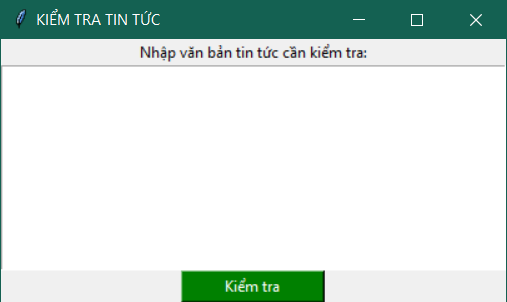 KIỂM TRA TIN TỨC
Nhập văn bản tin tức cần kiểm tra:
Kiểm tra